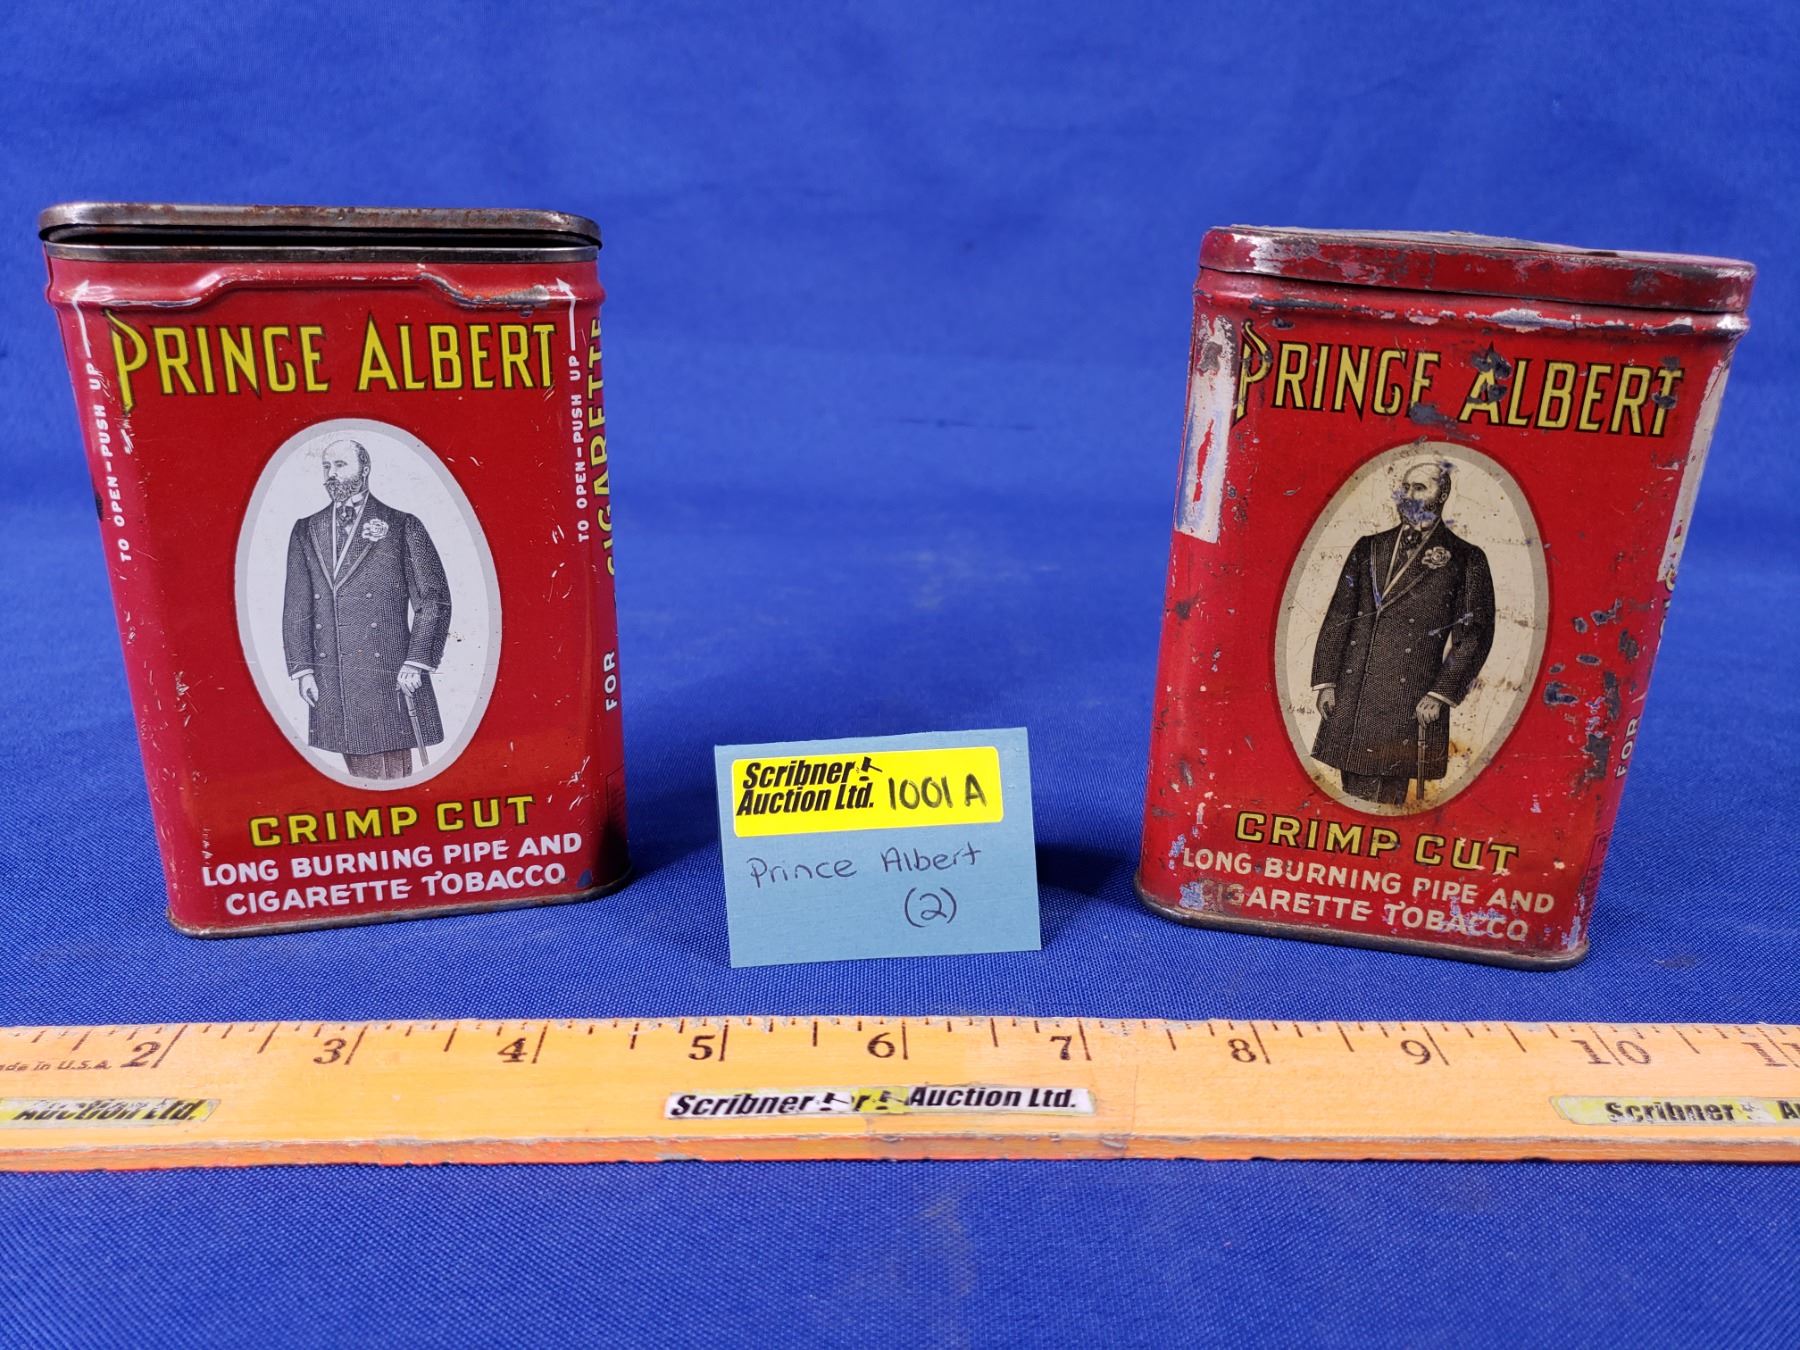 PRINCE ALBERT
TO OPEN-PUSH UP
TO OPEN-PUSH UP
FOR CIGARETTE
CRIMP CUT
LONG BURNING PIPE AND
CIGARETTE TOBACCO
PRINCE ALBERT
FOR
CRIMP CUT
LONG BURNING PIPE AND
CIGARETTE TOBACCO
Scribner
Auction Ltd. 1001 A
Prince Albert
(2)
2 3 4 5 6 7 8 9 10 11
in U.S.A.
Auction Ltd.
Scribner Auction Ltd.
Scribner